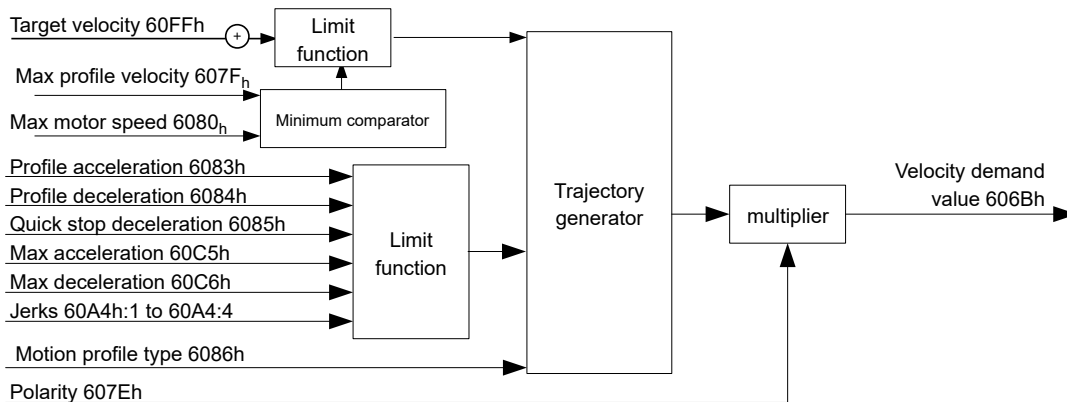 Target velocity 60FFh
+
Limit
function
Max profile velocity 607Fh
Max motor speed 6080h
Minimum comparator
Profile acceleration 6083h
Profile deceleration 6084h
Quick stop deceleration 6085h
Max acceleration 60C5h
Max deceleration 60C6h
Jerks 60A4h:1 to 60A4:4
Limit
function
Motion profile type 6086h
Polarity 607Eh
Trajectory
generator
multiplier
Velocity demand
value 606Bh